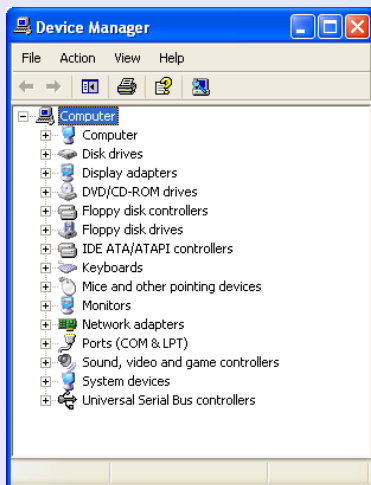 Device Manager
File Action View Help
Computer
Computer
Disk drives
Display adapters
DVD/CD-ROM drives
Floppy disk controllers
Floppy disk drives
IDE ATA/ATAPI controllers
Keyboards
Mice and other pointing devices
Monitors
Network adapters
Ports (COM & LPT)
Sound, video and game controllers
System devices
Universal Serial Bus controllers